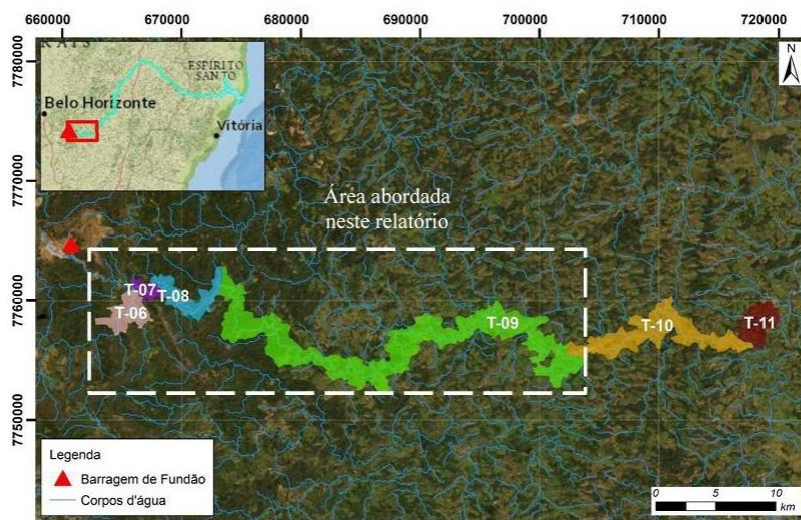 660000 670000 680000 690000 700000 710000 720000
7780000
7770000
7760000
7750000
N
ESPÍRITO
SANTO
Belo Horizonte
Vitória
Área abordada
neste relatório
T-07
T-08
T-06
T-09
T-10
T-11
Legenda
Barragem de Fundão
Corpos d'água
0 5 10
km